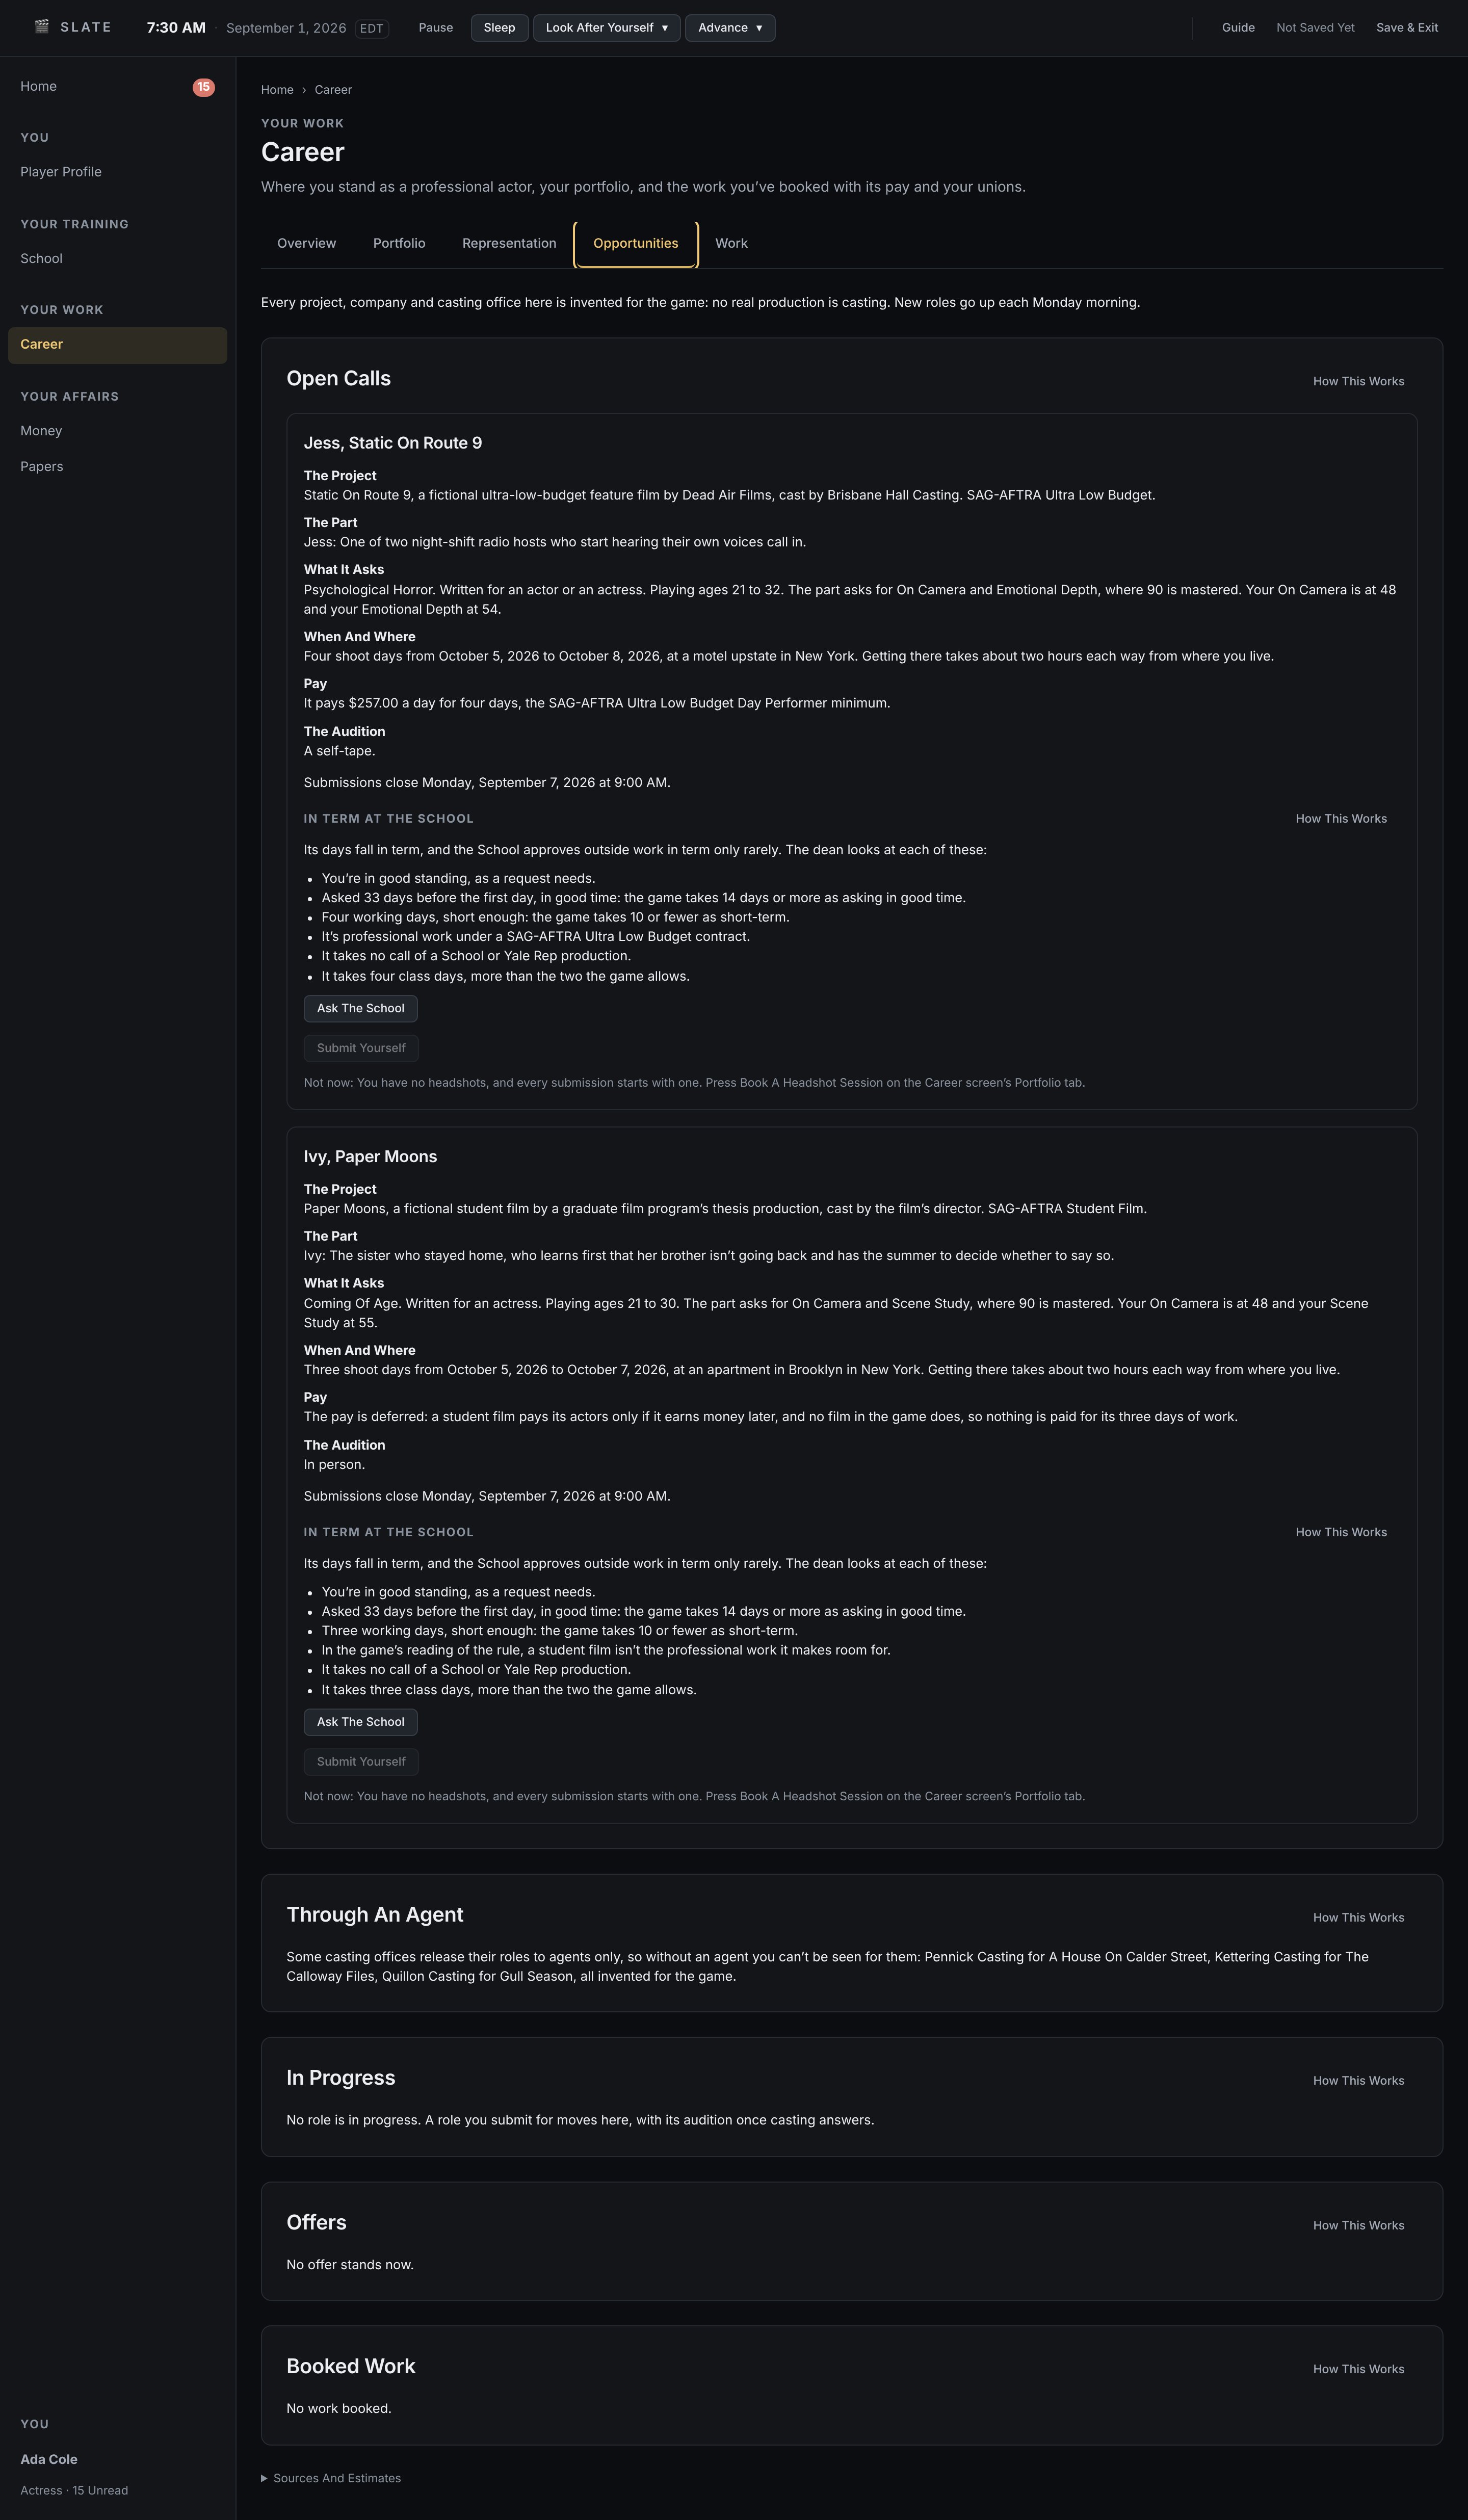 SLATE
7:30 AM · September 1, 2026 EDT
Pause
Sleep
Look After Yourself ▾
Advance ▾
Guide
Not Saved Yet
Save & Exit
Home
15
YOU
Player Profile
YOUR TRAINING
School
YOUR WORK
Career
YOUR AFFAIRS
Money
Papers
Home › Career
YOUR WORK
Career
Where you stand as a professional actor, your portfolio, and the work you’ve booked with its pay and your unions.
Overview
Portfolio
Representation
Opportunities
Work
Every project, company and casting office here is invented for the game: no real production is casting. New roles go up each Monday morning.
Open Calls
How This Works
Jess, Static On Route 9
The Project
Static On Route 9, a fictional ultra-low-budget feature film by Dead Air Films, cast by Brisbane Hall Casting. SAG-AFTRA Ultra Low Budget.
The Part
Jess: One of two night-shift radio hosts who start hearing their own voices call in.
What It Asks
Psychological Horror. Written for an actor or an actress. Playing ages 21 to 32. The part asks for On Camera and Emotional Depth, where 90 is mastered. Your On Camera is at 48
and your Emotional Depth at 54.
When And Where
Four shoot days from October 5, 2026 to October 8, 2026, at a motel upstate in New York. Getting there takes about two hours each way from where you live.
Pay
It pays $257.00 a day for four days, the SAG-AFTRA Ultra Low Budget Day Performer minimum.
The Audition
A self-tape.
Submissions close Monday, September 7, 2026 at 9:00 AM.
IN TERM AT THE SCHOOL
How This Works
Its days fall in term, and the School approves outside work in term only rarely. The dean looks at each of these:
• You’re in good standing, as a request needs.
• Asked 33 days before the first day, in good time: the game takes 14 days or more as asking in good time.
• Four working days, short enough: the game takes 10 or fewer as short-term.
• It’s professional work under a SAG-AFTRA Ultra Low Budget contract.
• It takes no call of a School or Yale Rep production.
• It takes four class days, more than the two the game allows.
Ask The School
Submit Yourself
Not now: You have no headshots, and every submission starts with one. Press Book A Headshot Session on the Career screen’s Portfolio tab.
Ivy, Paper Moons
The Project
Paper Moons, a fictional student film by a graduate film program’s thesis production, cast by the film’s director. SAG-AFTRA Student Film.
The Part
Ivy: The sister who stayed home, who learns first that her brother isn’t going back and has the summer to decide whether to say so.
What It Asks
Coming Of Age. Written for an actress. Playing ages 21 to 30. The part asks for On Camera and Scene Study, where 90 is mastered. Your On Camera is at 48 and your Scene
Study at 55.
When And Where
Three shoot days from October 5, 2026 to October 7, 2026, at an apartment in Brooklyn in New York. Getting there takes about two hours each way from where you live.
Pay
The pay is deferred: a student film pays its actors only if it earns money later, and no film in the game does, so nothing is paid for its three days of work.
The Audition
In person.
Submissions close Monday, September 7, 2026 at 9:00 AM.
IN TERM AT THE SCHOOL
How This Works
Its days fall in term, and the School approves outside work in term only rarely. The dean looks at each of these:
• You’re in good standing, as a request needs.
• Asked 33 days before the first day, in good time: the game takes 14 days or more as asking in good time.
• Three working days, short enough: the game takes 10 or fewer as short-term.
• In the game’s reading of the rule, a student film isn’t the professional work it makes room for.
• It takes no call of a School or Yale Rep production.
• It takes three class days, more than the two the game allows.
Ask The School
Submit Yourself
Not now: You have no headshots, and every submission starts with one. Press Book A Headshot Session on the Career screen’s Portfolio tab.
Through An Agent
How This Works
Some casting offices release their roles to agents only, so without an agent you can’t be seen for them: Pennick Casting for A House On Calder Street, Kettering Casting for The
Calloway Files, Quillon Casting for Gull Season, all invented for the game.
In Progress
How This Works
No role is in progress. A role you submit for moves here, with its audition once casting answers.
Offers
How This Works
No offer stands now.
Booked Work
How This Works
No work booked.
▶ Sources And Estimates
YOU
Ada Cole
Actress · 15 Unread